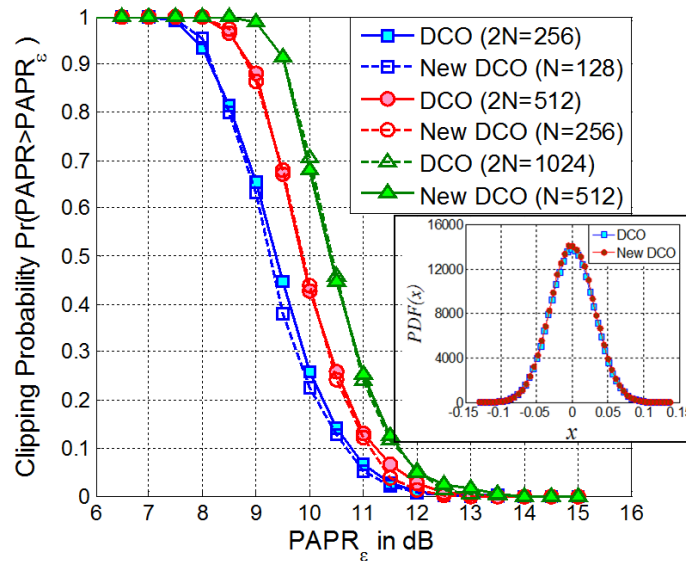 Clipping Probability Pr(PAPR>PAPRε)
1
0.9
0.8
0.7
0.6
0.5
0.4
0.3
0.2
0.1
0
6
7
8
9
10
11
12
13
14
15
16
PAPRε in dB
DCO (2N=256)
New DCO (N=128)
DCO (2N=512)
New DCO (N=256)
DCO (2N=1024)
New DCO (N=512)
PDF(x)
16000
12000
8000
4000
0
-0.15
-0.1
-0.05
0
0.05
0.1
0.15
x
DCO
New DCO